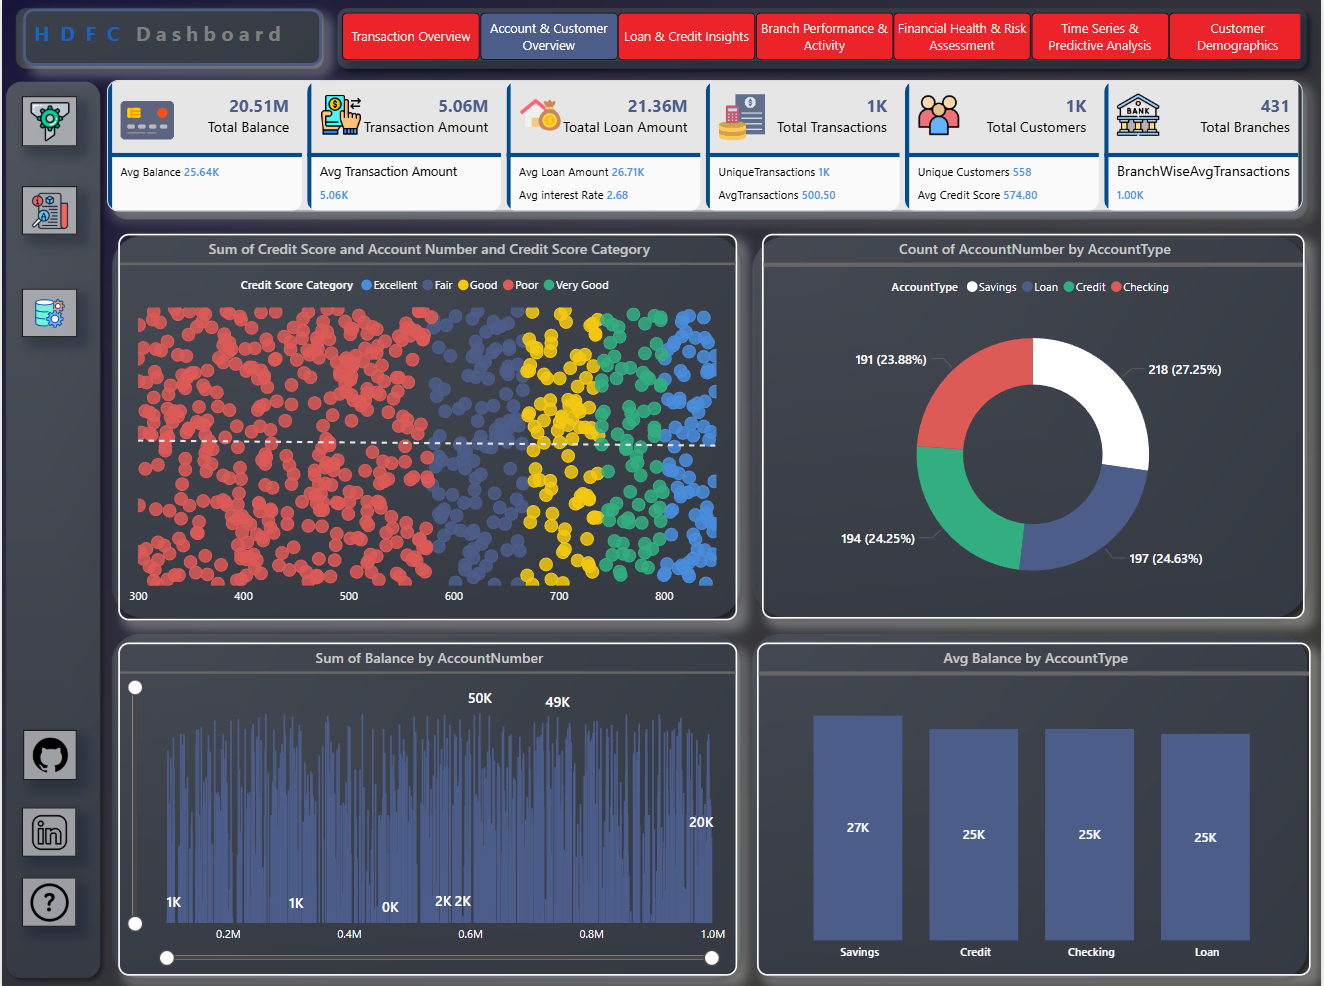 HDFC Dashboard
Transaction Overview
Account & Customer
Overview
Loan & Credit Insights
Branch Performance &
Activity
Financial Health & Risk
Assessment
Time Series &
Predictive Analysis
Customer
Demographics
20.51M
Total Balance
Avg Balance 25.64K
5.06M
Transaction Amount
Avg Transaction Amount
5.06K
21.36M
Toatal Loan Amount
Avg Loan Amount 26.71K
Avg interest Rate 2.68
1K
Total Transactions
UniqueTransactions 1K
AvgTransactions 500.50
1K
Total Customers
Unique Customers 558
Avg Credit Score 574.80
BANK
431
Total Branches
BranchWiseAvgTransactions
1.00K
Sum of Credit Score and Account Number and Credit Score Category
Credit Score Category Excellent Fair Good Poor Very Good
300 400 500 600 700 800
Count of AccountNumber by AccountType
AccountType Savings Loan Credit Checking
191 (23.88%)
218 (27.25%)
194 (24.25%)
197 (24.63%)
Sum of Balance by AccountNumber
50K
49K
20K
1K
1K
0K
2K 2K
0.2M 0.4M 0.6M 0.8M 1.0M
Avg Balance by AccountType
27K
25K
25K
25K
Savings Credit Checking Loan
in
?